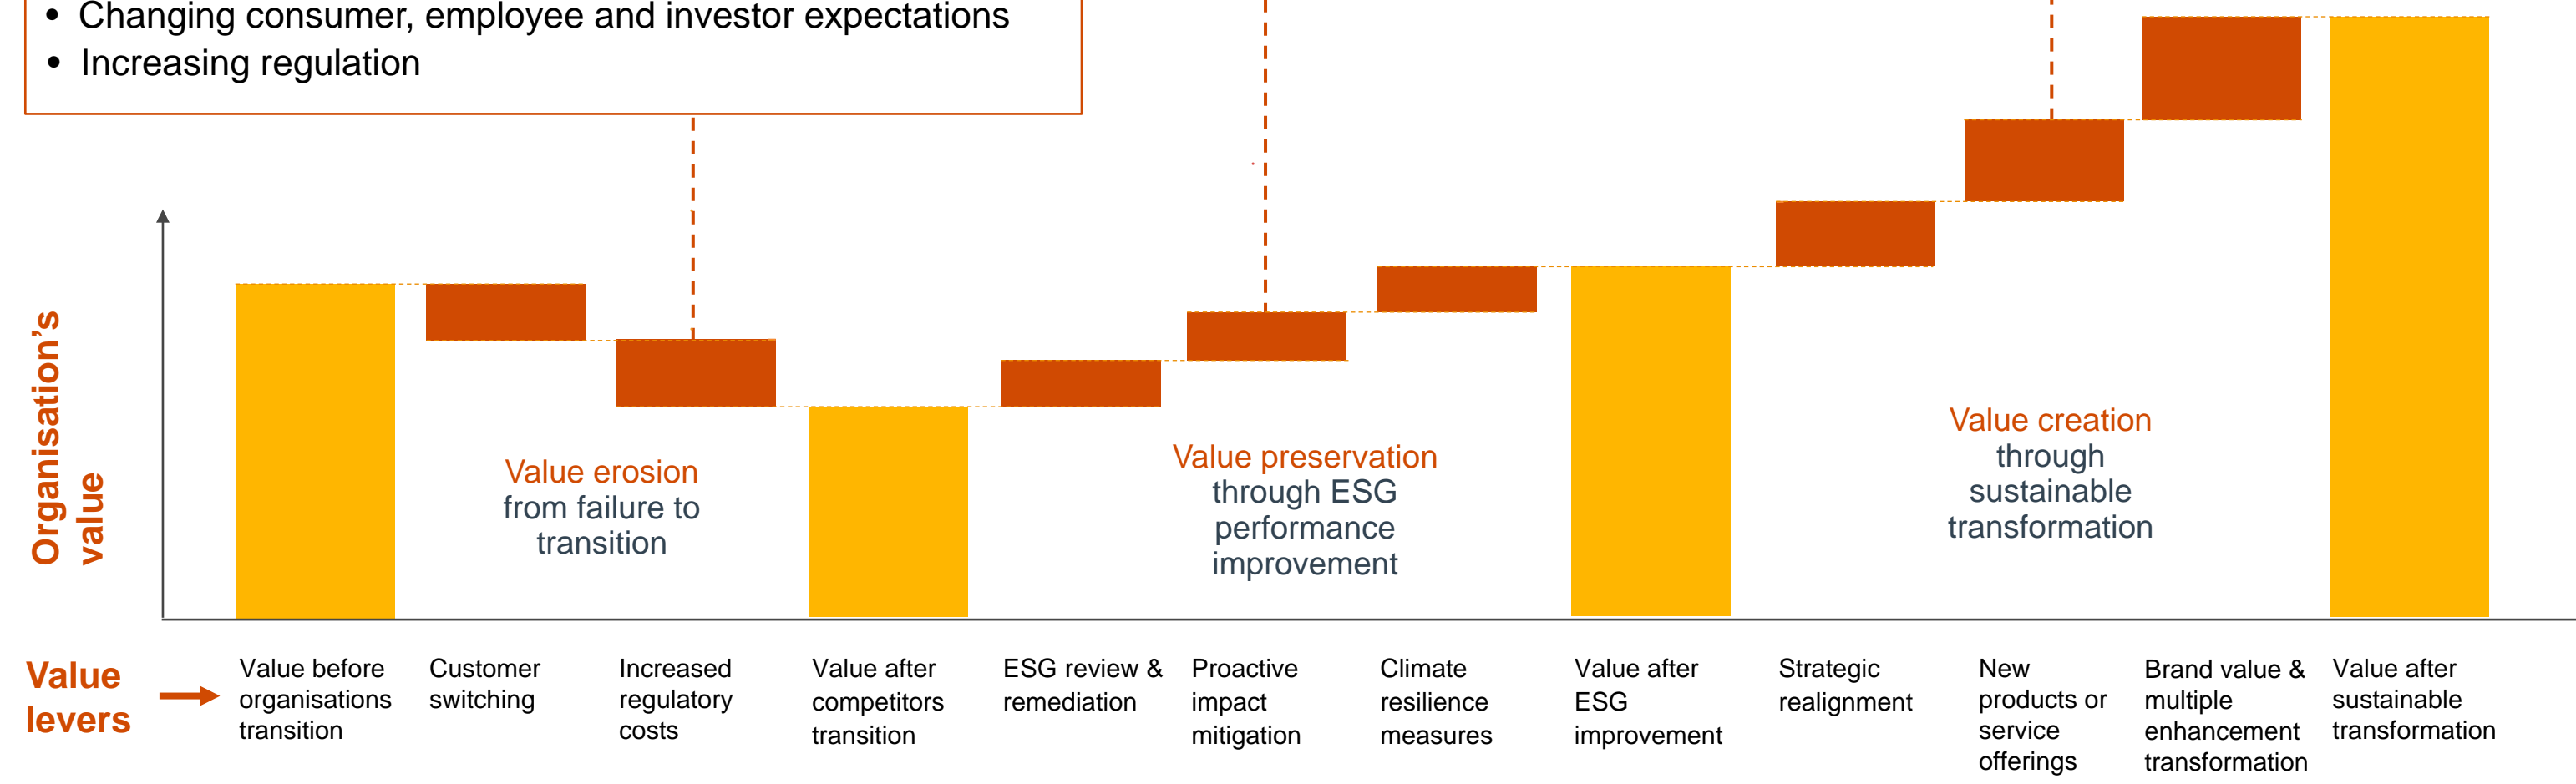 • Changing consumer, employee and investor expectations
• Increasing regulation
Organisation's
value
Value erosion
from failure to
transition
Value preservation
through ESG
performance
improvement
Value creation
through
sustainable
transformation
Value
levers
Value before
organisations
transition
Customer
switching
Increased
regulatory
costs
Value after
competitors
transition
ESG review &
remediation
Proactive
impact
mitigation
Climate
resilience
measures
Value after
ESG
improvement
Strategic
realignment
New
products or
service
offerings
Brand value &
multiple
enhancement
transformation
Value after
sustainable
transformation